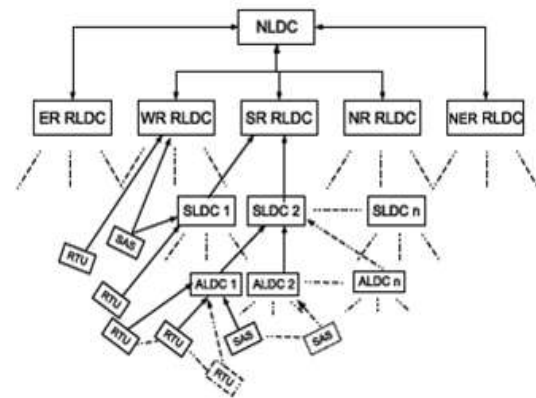 NLDC
ER RLDC
WR RLDC
SR RLDC
NR RLDC
NER RLDC
SLDC 1
SLDC 2
SLDC n
SAS
RTU
ALDC 1
ALDC 2
ALDC n
RTU
RTU
RTU
SAS
SAS
RTU